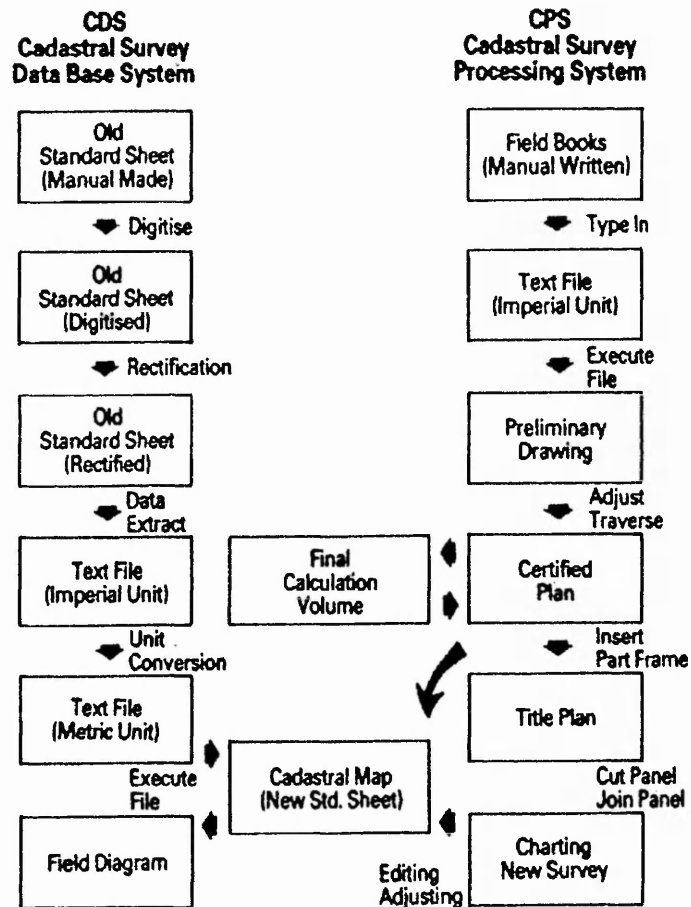 CDS
Cadastral Survey
Data Base System
Old
Standard Sheet
(Manual Made)
Digitise
Old
Standard Sheet
(Digitised)
Rectification
Old
Standard Sheet
(Rectified)
Data
Extract
Text File
(Imperial Unit)
Unit
Conversion
Text File
(Metric Unit)
Execute
File
Field Diagram
Final
Calculation
Volume
Cadastral Map
(New Std. Sheet)
CPS
Cadastral Survey
Processing System
Field Books
(Manual Written)
Type In
Text File
(Imperial Unit)
Execute
File
Preliminary
Drawing
Adjust
Traverse
Certified
Plan
Insert
Part Frame
Title Plan
Cut Panel
Join Panel
Charting
New Survey
Editing
Adjusting